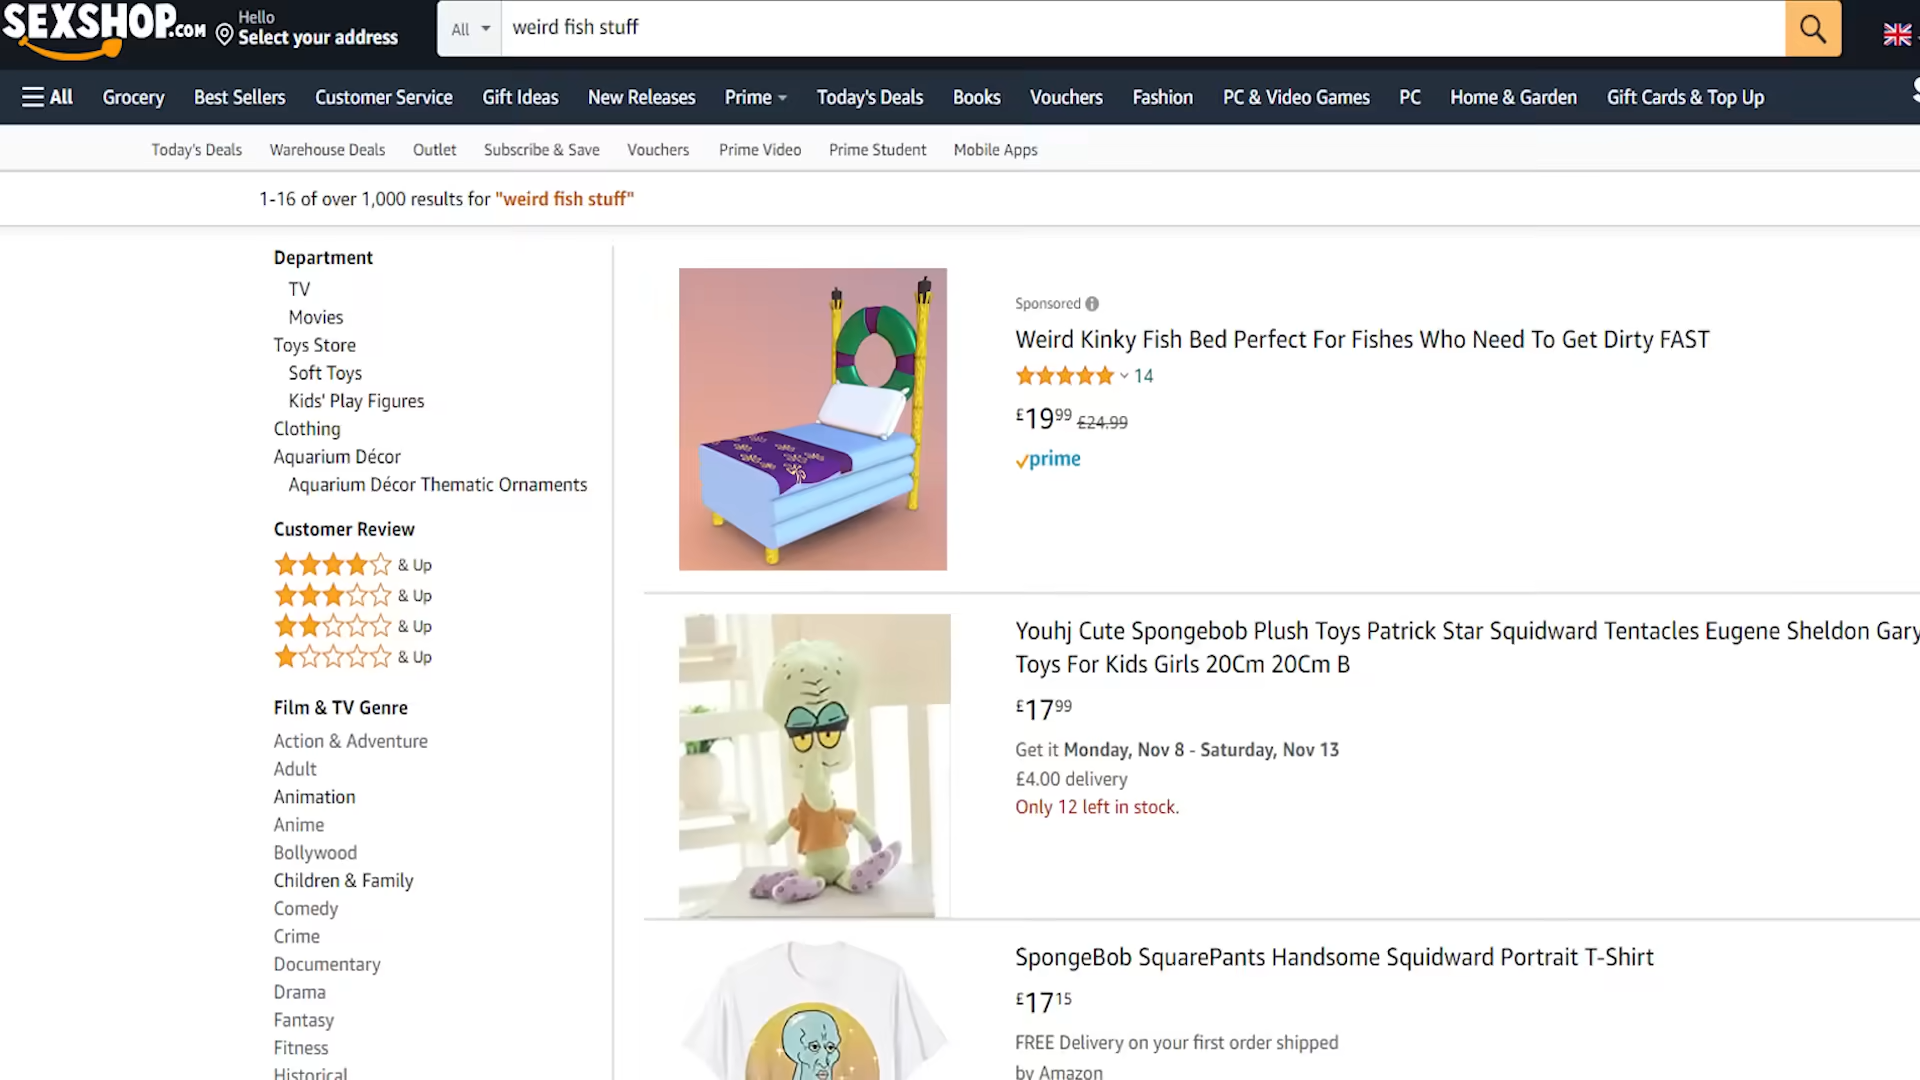 SEXSHOP.COM
Hello
Select your address
All
weird fish stuff
All
Grocery
Best Sellers
Customer Service
Gift Ideas
New Releases
Prime
Today's Deals
Books
Vouchers
Fashion
PC & Video Games
PC
Home & Garden
Gift Cards & Top Up
S
Today's Deals
Warehouse Deals
Outlet
Subscribe & Save
Vouchers
Prime Video
Prime Student
Mobile Apps
1-16 of over 1,000 results for "weird fish stuff"
Department
TV
Movies
Toys Store
Soft Toys
Kids' Play Figures
Clothing
Aquarium Décor
Aquarium Décor Thematic Ornaments
Customer Review
& Up
& Up
& Up
& Up
Film & TV Genre
Action & Adventure
Adult
Animation
Anime
Bollywood
Children & Family
Comedy
Crime
Documentary
Drama
Fantasy
Fitness
Historical
Sponsored
Weird Kinky Fish Bed Perfect For Fishes Who Need To Get Dirty FAST
14
£1999 £24.99
prime
Youhj Cute Spongebob Plush Toys Patrick Star Squidward Tentacles Eugene Sheldon Gary
Toys For Kids Girls 20Cm 20Cm B
£1799
Get it Monday, Nov 8 - Saturday, Nov 13
£4.00 delivery
Only 12 left in stock.
SpongeBob SquarePants Handsome Squidward Portrait T-Shirt
£1715
FREE Delivery on your first order shipped
by Amazon